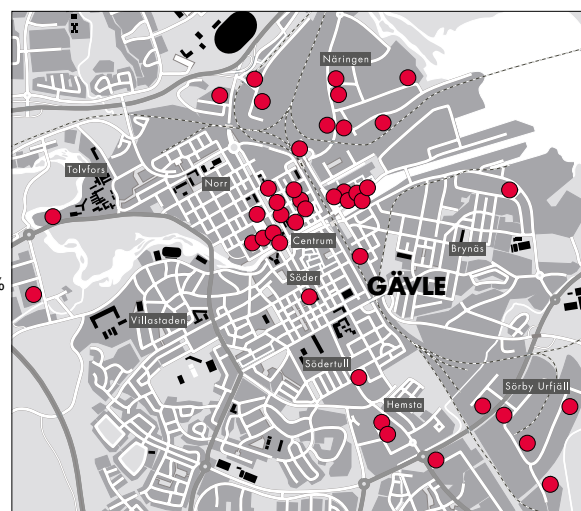 Näringen
Tolvfors
Norr
Centrum
Brynäs
Söder
GÄVLE
Villastaden
Södertull
Sörby Urfjäll
Hemsta